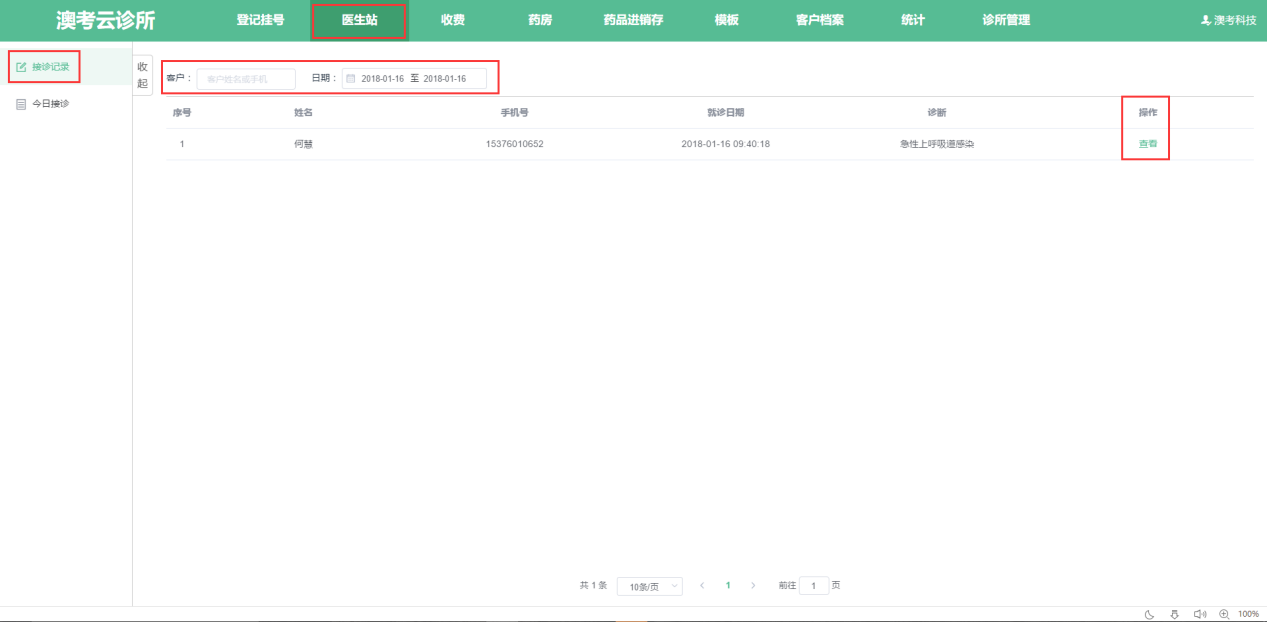 澳考云诊所 登记挂号 医生站 收费 药房 药品进销存 模板 客户档案 统计 诊所管理 澳考科技
接诊记录
今日接诊
收起
客户： 客户姓名或手机 日期： 2018-01-16 至 2018-01-16
序号 姓名 手机号 就诊日期 诊断 操作
1 何慧 15376010652 2018-01-16 09:40:18 急性上呼吸道感染 查看
共 1 条 10条/页 1 前往 1 页
100%